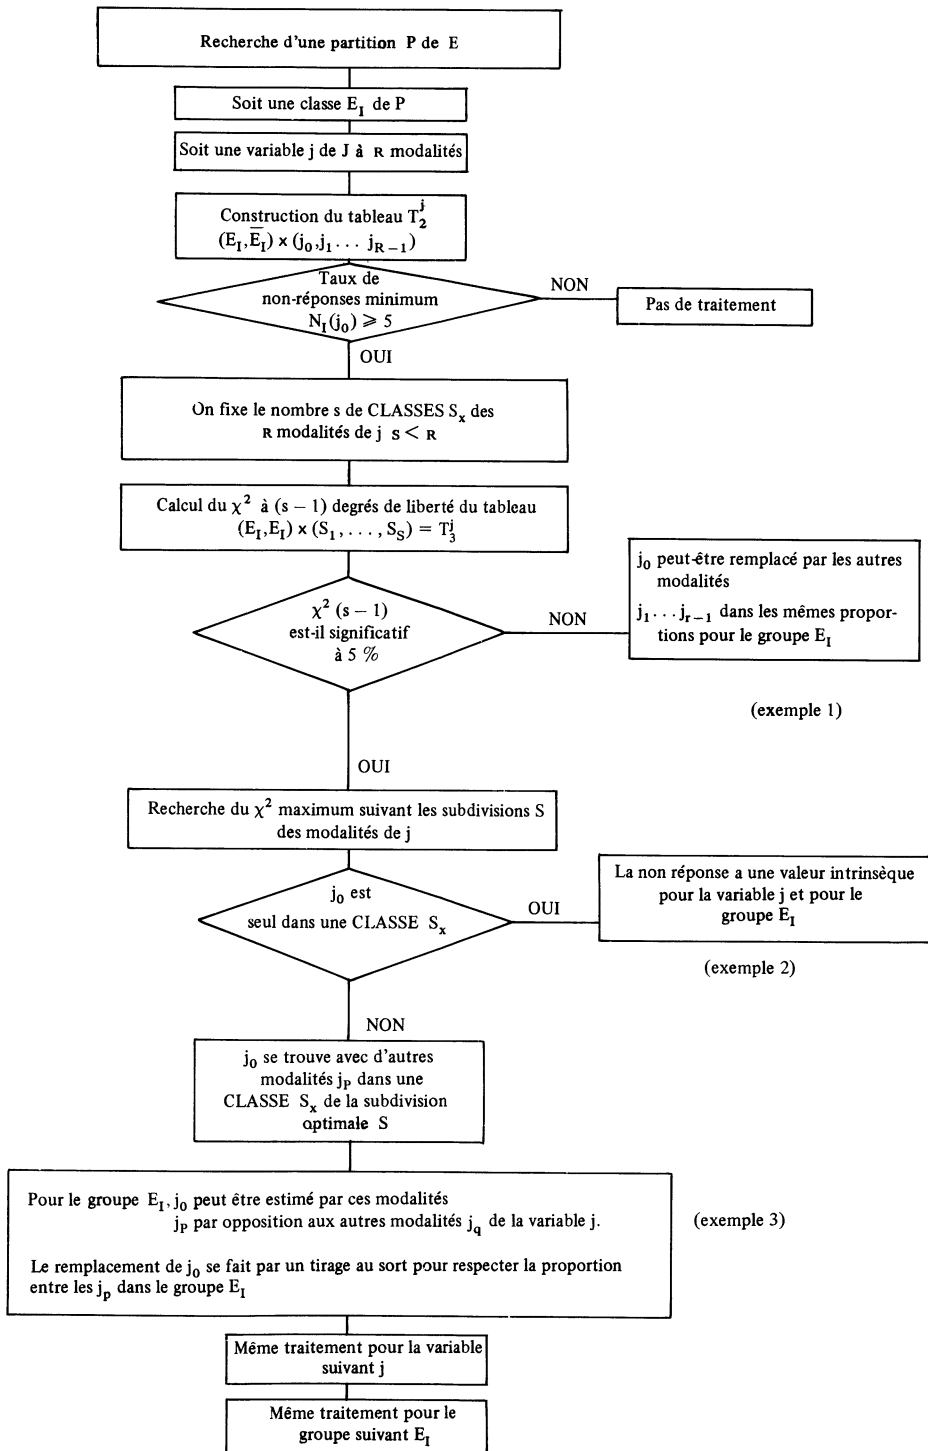 Recherche d'une partition P de E
Soit une classe E_I de P
Soit une variable j de J à R modalités
Construction du tableau T_2^j
(E_I, E̅_I) × (j_0, j_1 . . . j_{R – 1})
Taux de
non-réponses minimum
N_I(j_0) ⩾ 5
NON
Pas de traitement
OUI
On fixe le nombre s de CLASSES S_x des
R modalités de j s < R
Calcul du χ² à (s – 1) degrés de liberté du tableau
(E_I, E_I) × (S_1, . . . , S_S) = T_3^j
χ² (s – 1)
est-il significatif
à 5 %
NON
j_0 peut-être remplacé par les autres
modalités
j_1 . . . j_{r – 1} dans les mêmes propor-
tions pour le groupe E_I
(exemple 1)
OUI
Recherche du χ² maximum suivant les subdivisions S
des modalités de j
j_0 est
seul dans une CLASSE S_x
OUI
La non réponse a une valeur intrinsèque
pour la variable j et pour le
groupe E_I
(exemple 2)
NON
j_0 se trouve avec d'autres
modalités j_P dans une
CLASSE S_x de la subdivision
optimale S
Pour le groupe E_I, j_0 peut être estimé par ces modalités
j_P par opposition aux autres modalités j_q de la variable j.
(exemple 3)
Le remplacement de j_0 se fait par un tirage au sort pour respecter la proportion
entre les j_p dans le groupe E_I
Même traitement pour la variable
suivant j
Même traitement pour le
groupe suivant E_I